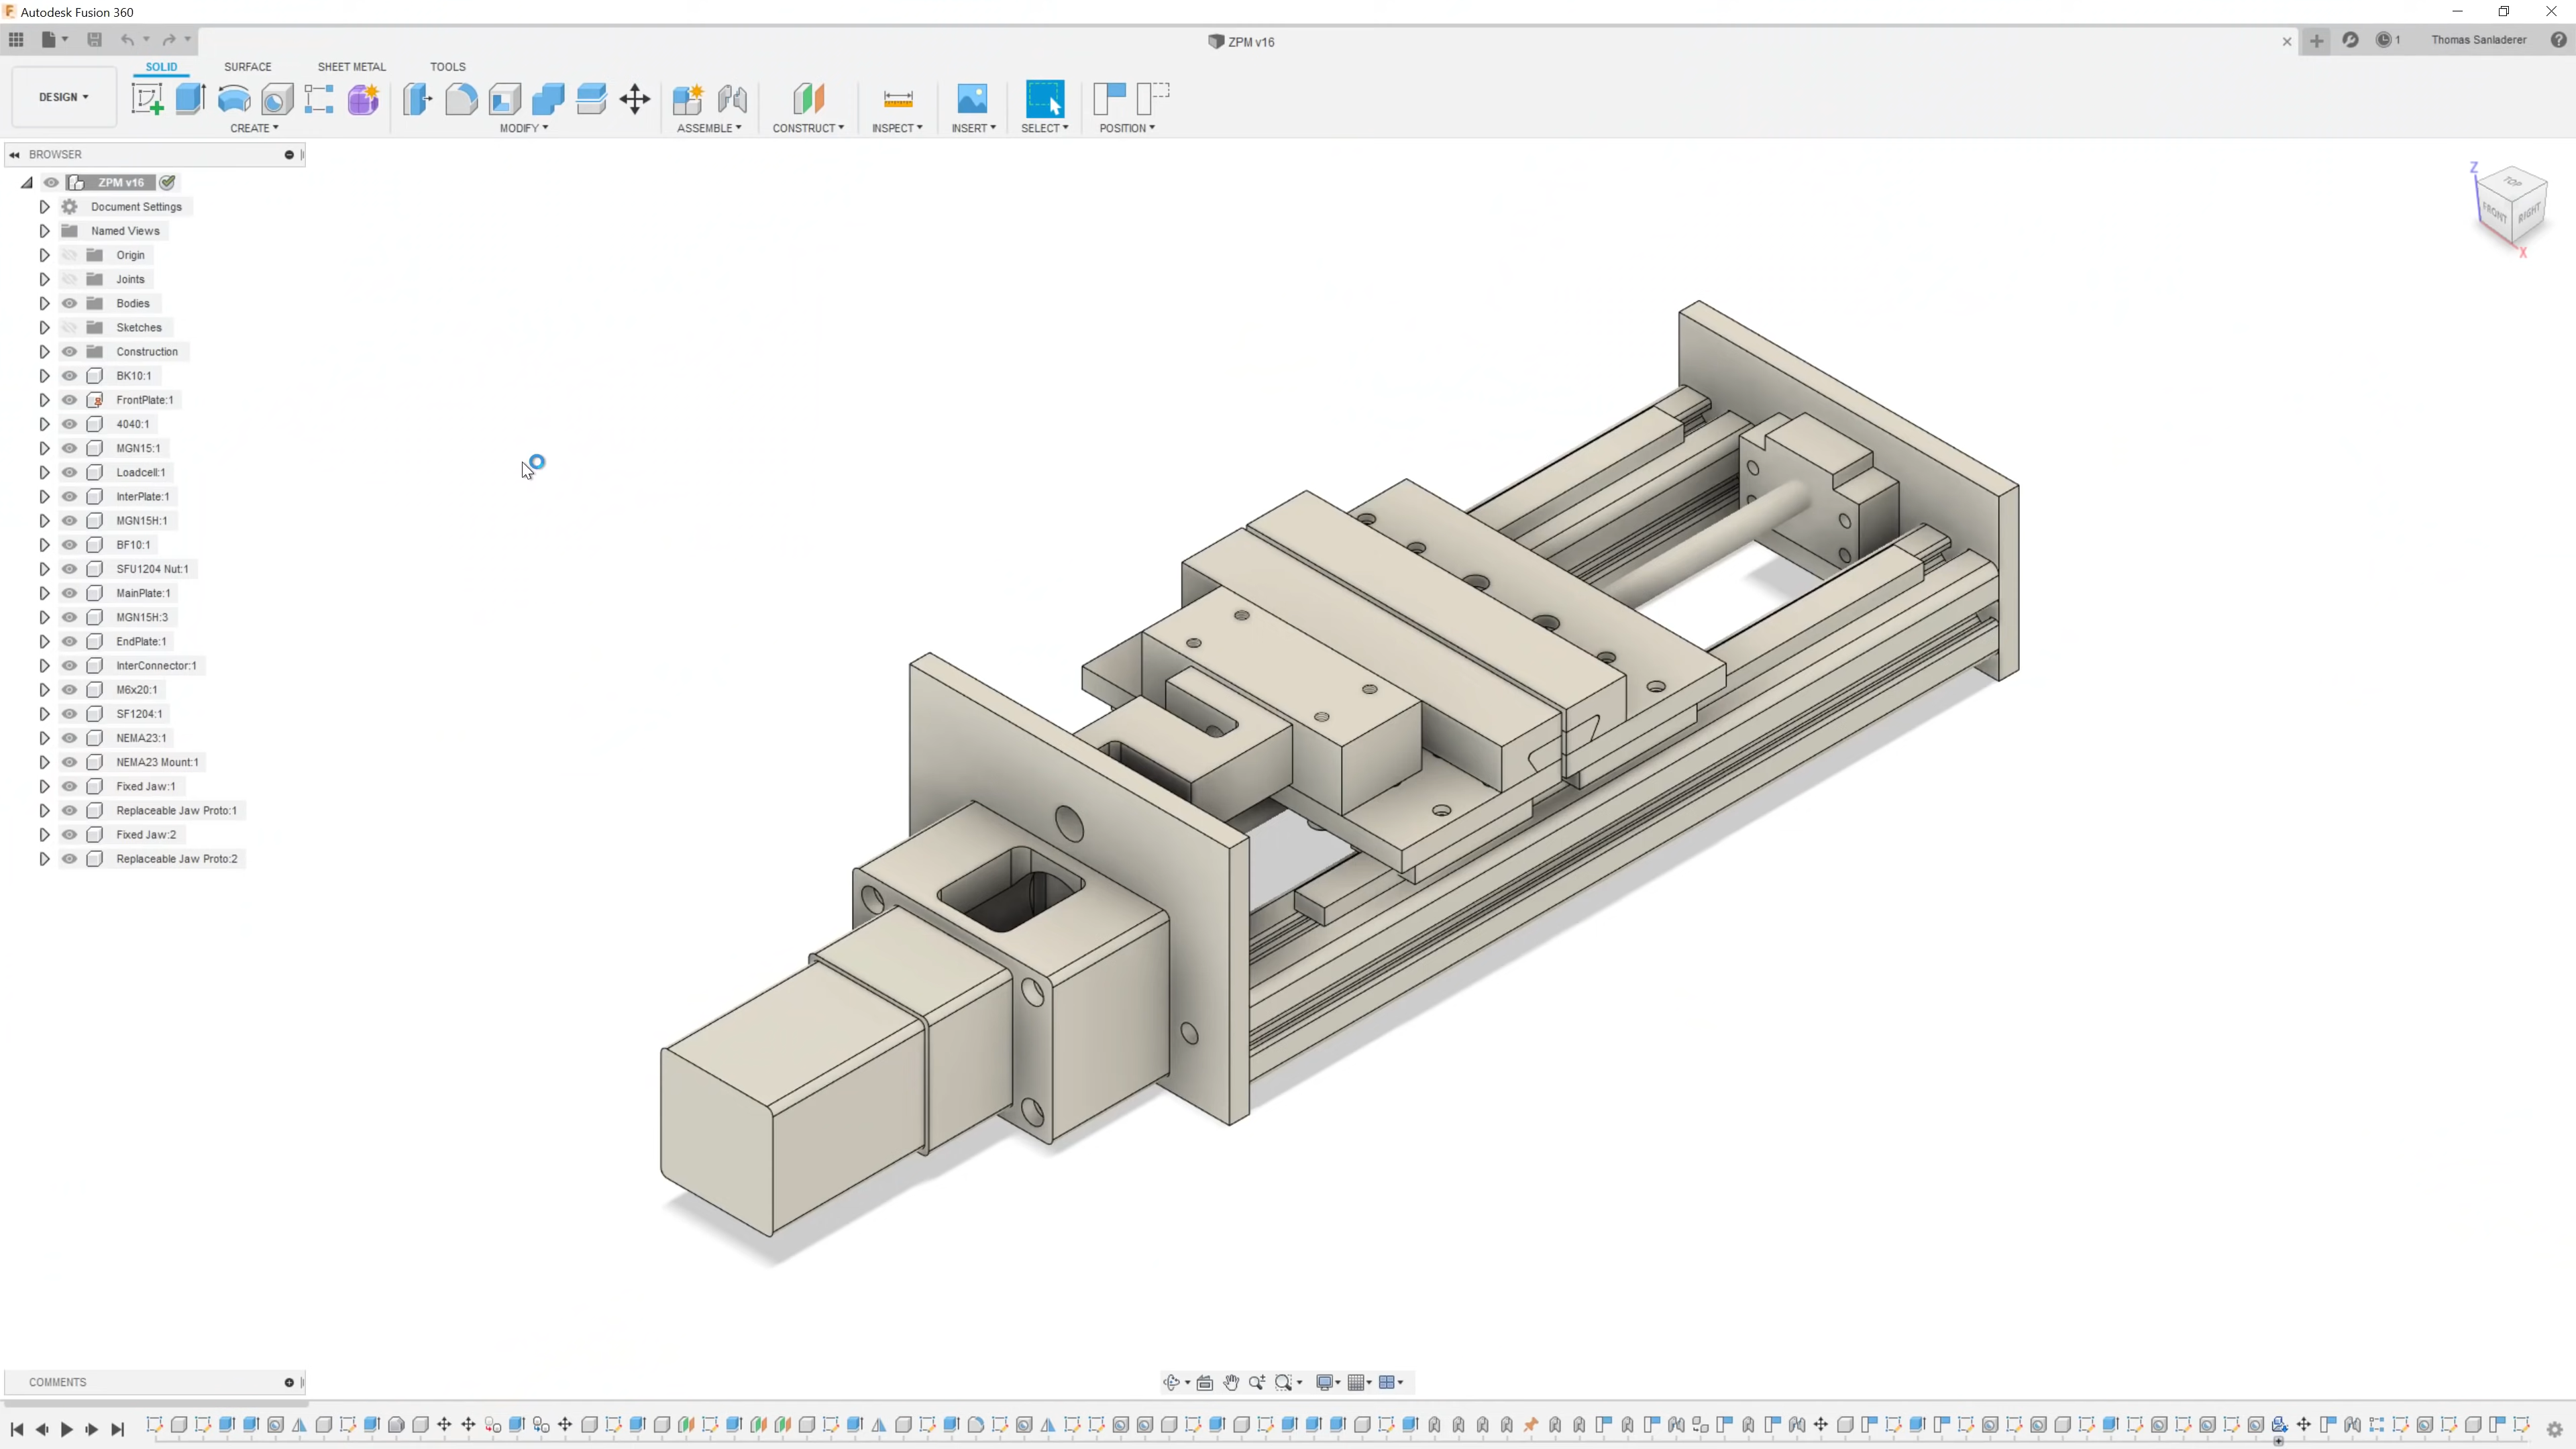 Autodesk Fusion 360
ZPM v16
1
Thomas Sanladerer
SOLID SURFACE SHEET METAL TOOLS
DESIGN
CREATE MODIFY ASSEMBLE CONSTRUCT INSPECT INSERT SELECT POSITION
BROWSER
ZPM v16
Document Settings
Named Views
Origin
Joints
Bodies
Sketches
Construction
BK10:1
FrontPlate:1
4040:1
MGN15:1
Loadcell:1
InterPlate:1
MGN15H:1
BF10:1
SFU1204 Nut:1
MainPlate:1
MGN15H:3
EndPlate:1
InterConnector:1
M6x20:1
SF1204:1
NEMA23:1
NEMA23 Mount:1
Fixed Jaw:1
Replaceable Jaw Proto:1
Fixed Jaw:2
Replaceable Jaw Proto:2
Z
TOP
FRONT RIGHT
X
COMMENTS